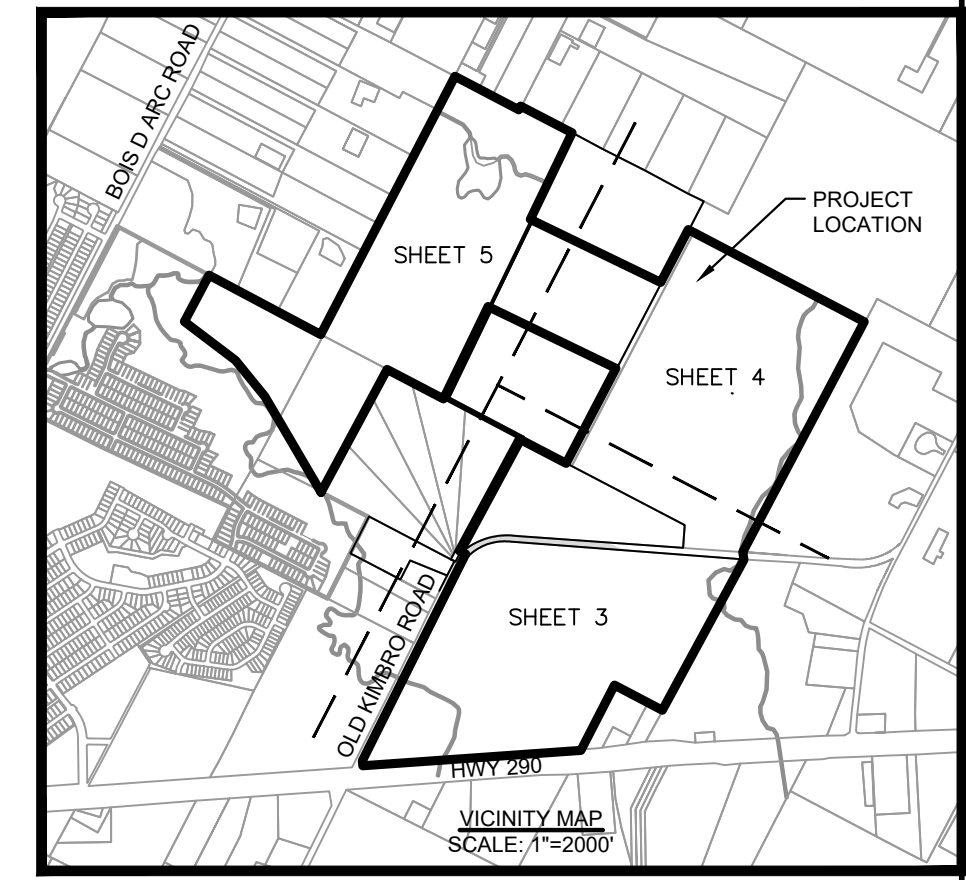 BOIS D ARC ROAD
PROJECT
LOCATION
SHEET 5
SHEET 4
SHEET 3
OLD KIMBRO ROAD
HWY 290
VICINITY MAP
SCALE: 1"=2000'